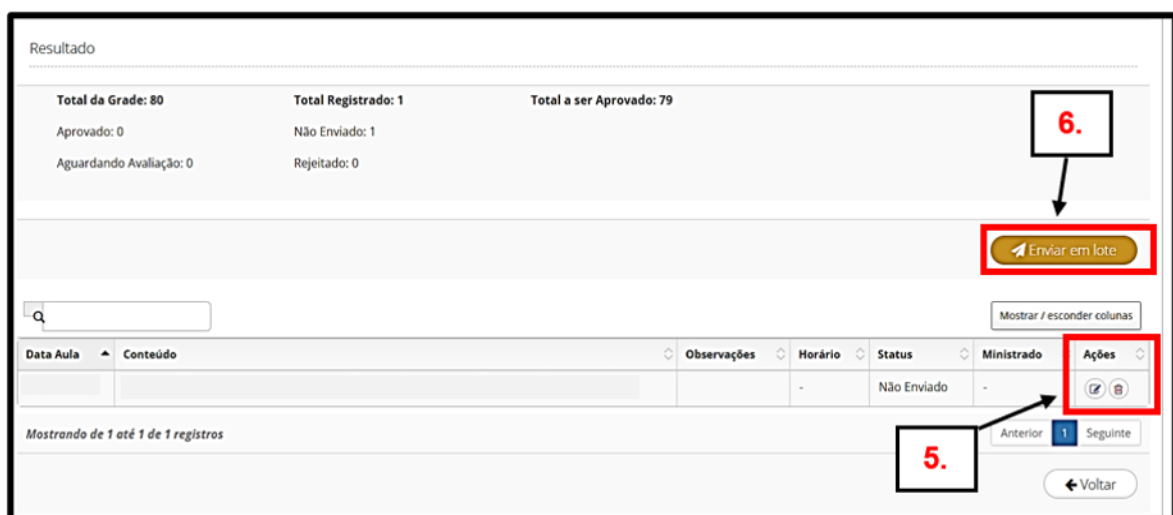 Resultado
Total da Grade: 80 Total Registrado: 1 Total a ser Aprovado: 79
Aprovado: 0 Não Enviado: 1
Aguardando Avaliação: 0 Rejeitado: 0
6.
Enviar em lote
Mostrar / esconder colunas
Data Aula Conteúdo Observações Horário Status Ministrado Ações
- Não Enviado -
Mostrando de 1 até 1 de 1 registros
Anterior 1 Seguinte
5.
Voltar